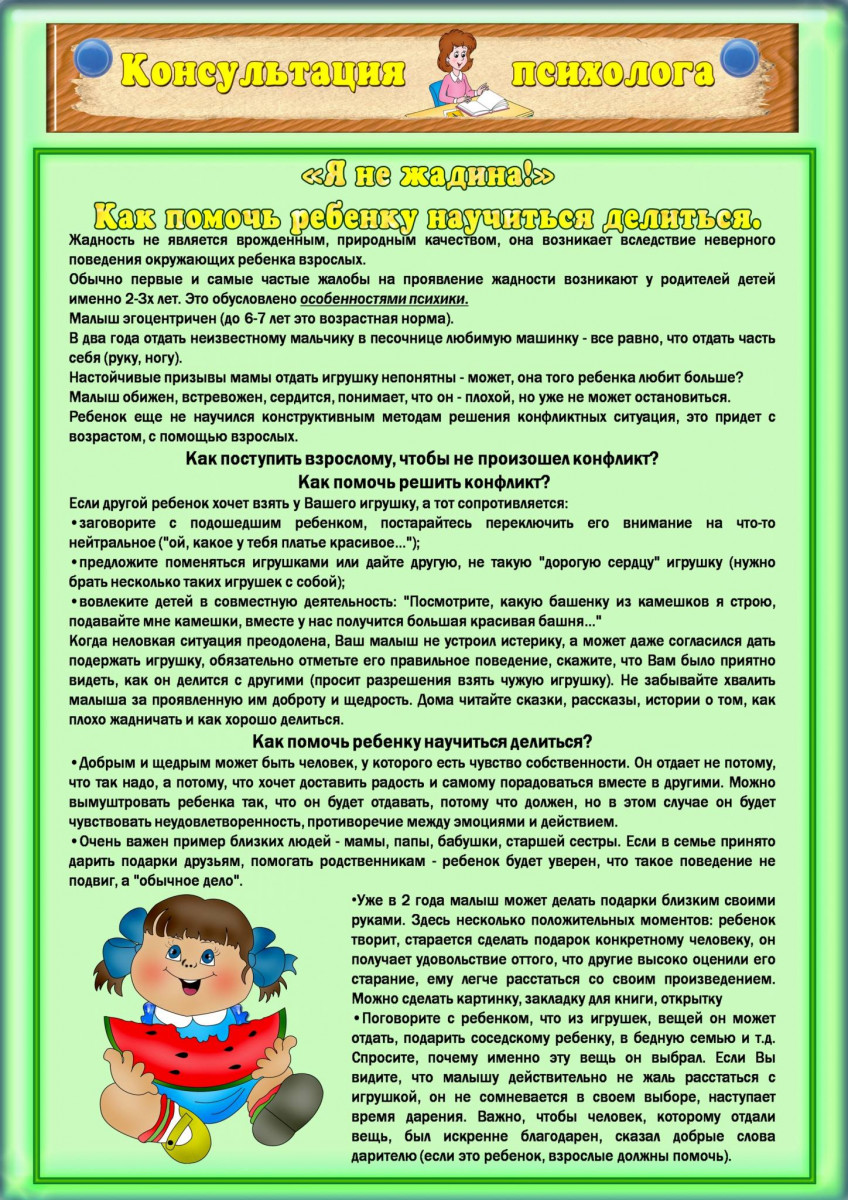 Консультация психолога
«Я не жадина!»
Как помочь ребенку научиться делиться.
Жадность не является врожденным, природным качеством, она возникает вследствие неверного
поведения окружающих ребенка взрослых.
Обычно первые и самые частые жалобы на проявление жадности возникают у родителей детей
именно 2-3х лет. Это обусловлено особенностями психики.
Малыш эгоцентричен (до 6-7 лет это возрастная норма).
В два года отдать неизвестному мальчику в песочнице любимую машинку - все равно, что отдать часть
себя (руку, ногу).
Настойчивые призывы мамы отдать игрушку непонятны - может, она того ребенка любит больше?
Малыш обижен, встревожен, сердится, понимает, что он - плохой, но уже не может остановиться.
Ребенок еще не научился конструктивным методам решения конфликтных ситуация, это придет с
возрастом, с помощью взрослых.
Как поступить взрослому, чтобы не произошел конфликт?
Как помочь решить конфликт?
Если другой ребенок хочет взять у Вашего игрушку, а тот сопротивляется:
•заговорите с подошедшим ребенком, постарайтесь переключить его внимание на что-то
нейтральное ("ой, какое у тебя платье красивое...");
•предложите поменяться игрушками или дайте другую, не такую "дорогую сердцу" игрушку (нужно
брать несколько таких игрушек с собой);
•вовлеките детей в совместную деятельность: "Посмотрите, какую башенку из камешков я строю,
подавайте мне камешки, вместе у нас получится большая красивая башня..."
Когда неловкая ситуация преодолена, Ваш малыш не устроил истерику, а может даже согласился дать
подержать игрушку, обязательно отметьте его правильное поведение, скажите, что Вам было приятно
видеть, как он делится с другими (просит разрешения взять чужую игрушку). Не забывайте хвалить
малыша за проявленную им доброту и щедрость. Дома читайте сказки, рассказы, истории о том, как
плохо жадничать и как хорошо делиться.
Как помочь ребенку научиться делиться?
•Добрым и щедрым может быть человек, у которого есть чувство собственности. Он отдает не потому,
что так надо, а потому, что хочет доставить радость и самому порадоваться вместе в другими. Можно
вымуштровать ребенка так, что он будет отдавать, потому что должен, но в этом случае он будет
чувствовать неудовлетворенность, противоречие между эмоциями и действием.
•Очень важен пример близких людей - мамы, папы, бабушки, старшей сестры. Если в семье принято
дарить подарки друзьям, помогать родственникам - ребенок будет уверен, что такое поведение не
подвиг, а "обычное дело".
•Уже в 2 года малыш может делать подарки близким своими
руками. Здесь несколько положительных моментов: ребенок
творит, старается сделать подарок конкретному человеку, он
получает удовольствие оттого, что другие высоко оценили его
старание, ему легче расстаться со своим произведением.
Можно сделать картинку, закладку для книги, открытку
•Поговорите с ребенком, что из игрушек, вещей он может
отдать, подарить соседскому ребенку, в бедную семью и т.д.
Спросите, почему именно эту вещь он выбрал. Если Вы
видите, что малышу действительно не жаль расстаться с
игрушкой, он не сомневается в своем выборе, наступает
время дарения. Важно, чтобы человек, которому отдали
вещь, был искренне благодарен, сказал добрые слова
дарителю (если это ребенок, взрослые должны помочь).